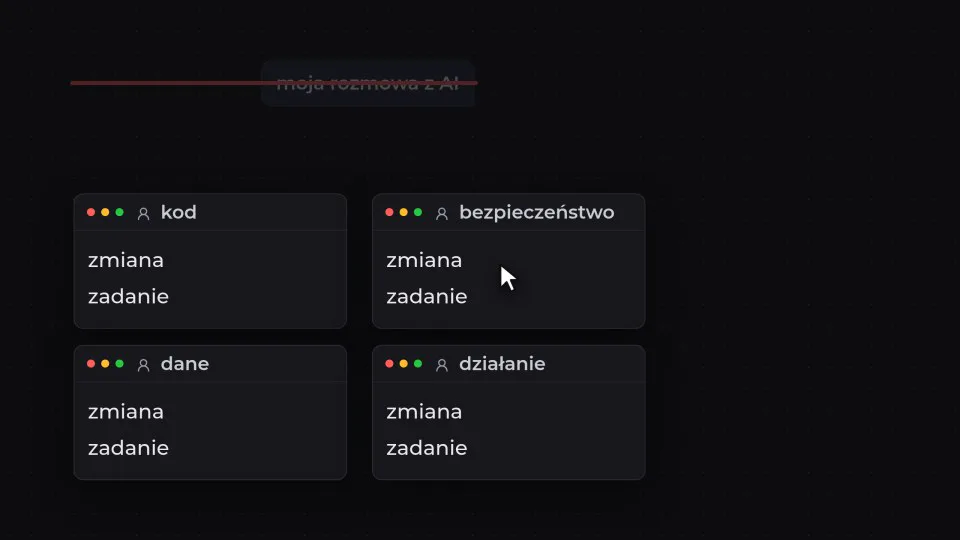 moja rozmowa z AI
kod
zmiana
zadanie
bezpieczeństwo
zmiana
zadanie
dane
zmiana
zadanie
działanie
zmiana
zadanie